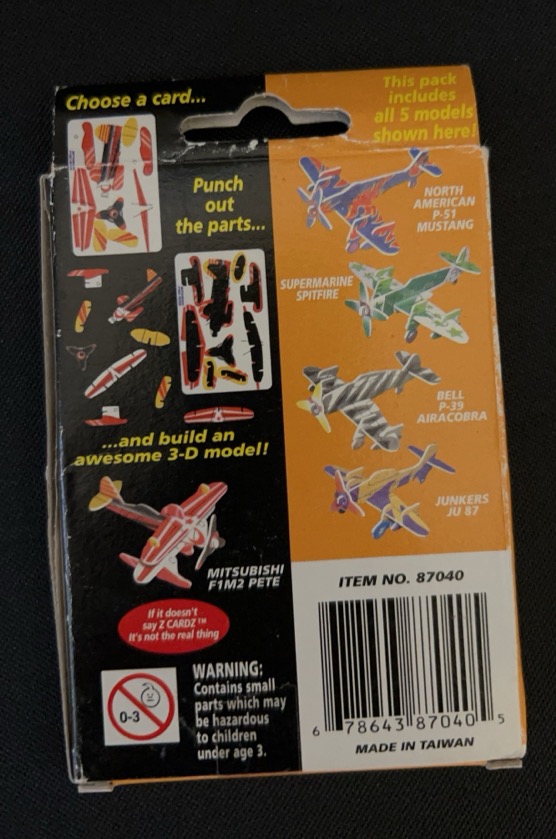 Choose a card...
Punch
out
the parts...
...and build an
awesome 3-D model!
MITSUBISHI
F1M2 PETE
If it doesn't
say Z CARDZ™
It's not the real thing
0-3
WARNING:
Contains small
parts which may
be hazardous
to children
under age 3.
This pack
includes
all 5 models
shown here!
NORTH
AMERICAN
P-51
MUSTANG
SUPERMARINE
SPITFIRE
BELL
P-39
AIRACOBRA
JUNKERS
JU 87
ITEM NO. 87040
6 78643 87040 5
MADE IN TAIWAN